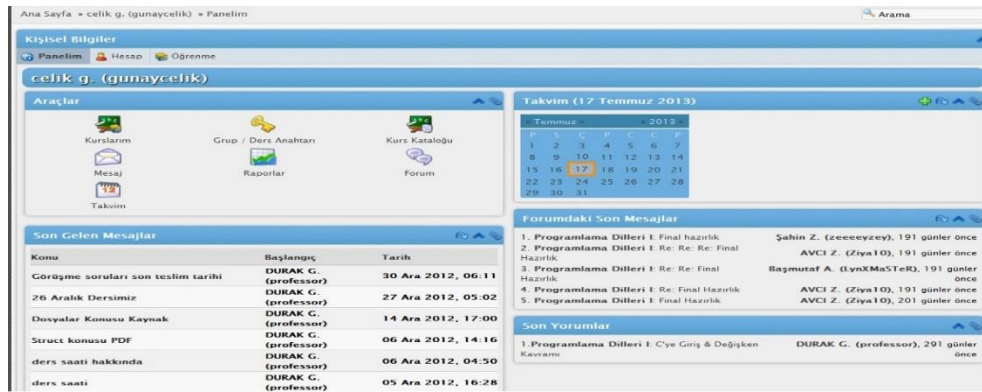 Ana Sayfa » celik g. (gunaycelik) » Panelim
Arama
Kişisel Bilgiler
Panelim Hesap Öğrenme
celik g. (gunaycelik)
Araçlar
Kurslarım Grup / Ders Anahtarı Kurs Kataloğu
Mesaj Raporlar Forum
12
Takvim
Son Gelen Mesajlar
Konu Başlangıç Tarih
Görüşme soruları son teslim tarihi DURAK G. (professor) 30 Ara 2012, 06:11
26 Aralık Dersimiz DURAK G. (professor) 27 Ara 2012, 05:02
Dosyalar Konusu Kaynak DURAK G. (professor) 14 Ara 2012, 17:00
Struct konusu PDF DURAK G. (professor) 06 Ara 2012, 14:16
ders saati hakkında DURAK G. (professor) 06 Ara 2012, 04:50
ders saati DURAK G. (professor) 05 Ara 2012, 16:28
Takvim (17 Temmuz 2013)
Temmuz 2013
P S Ç P C C P
1 2 3 4 5 6 7
8 9 10 11 12 13 14
15 16 17 18 19 20 21
22 23 24 25 26 27 28
29 30 31
Forumdaki Son Mesajlar
1. Programlama Dilleri I: Final hazırlık Şahin Z. (zeeeeyzey), 191 günler önce
2. Programlama Dilleri I: Re: Re: Re: Final Hazırlık AVCI Z. (Ziya10), 191 günler önce
3. Programlama Dilleri I: Re: Re: Final Hazırlık Başmutaf A. (LynXMaSTeR), 191 günler önce
4. Programlama Dilleri I: Re: Final Hazırlık AVCI Z. (Ziya10), 191 günler önce
5. Programlama Dilleri I: Final Hazırlık AVCI Z. (Ziya10), 201 günler önce
Son Yorumlar
1.Programlama Dilleri I: C'ye Giriş & Değişken Kavramı DURAK G. (professor), 291 günler önce